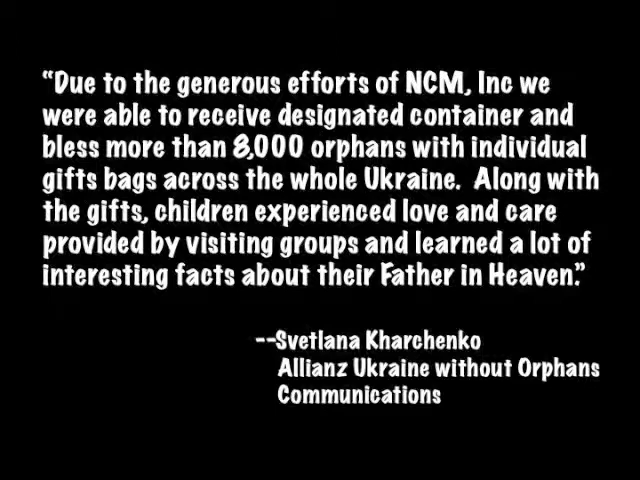 “Due to the generous efforts of NCM, Inc we
were able to receive designated container and
bless more than 8,000 orphans with individual
gifts bags across the whole Ukraine.  Along with
the gifts, children experienced love and care
provided by visiting groups and learned a lot of
interesting facts about their Father in Heaven.”
--Svetlana Kharchenko
Allianz Ukraine without Orphans
Communications